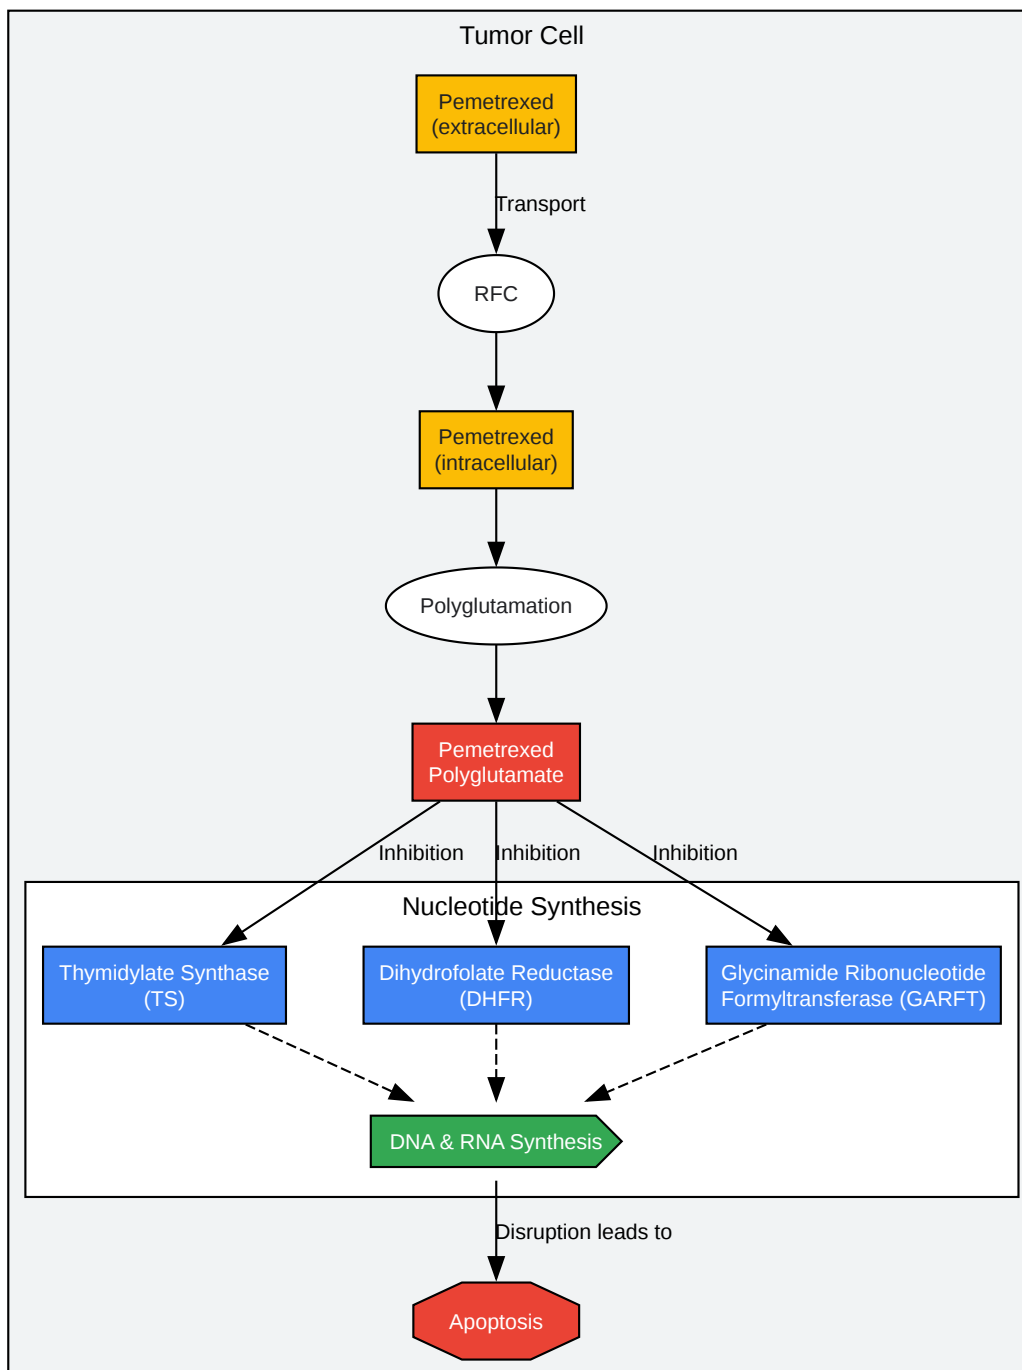 Tumor Cell
Pemetrexed
(extracellular)
Transport
RFC
Pemetrexed
(intracellular)
Polyglutamation
Pemetrexed
Polyglutamate
Inhibition
Inhibition
Inhibition
Nucleotide Synthesis
Thymidylate Synthase
(TS)
Dihydrofolate Reductase
(DHFR)
Glycinamide Ribonucleotide
Formyltransferase (GARFT)
DNA & RNA Synthesis
Disruption leads to
Apoptosis